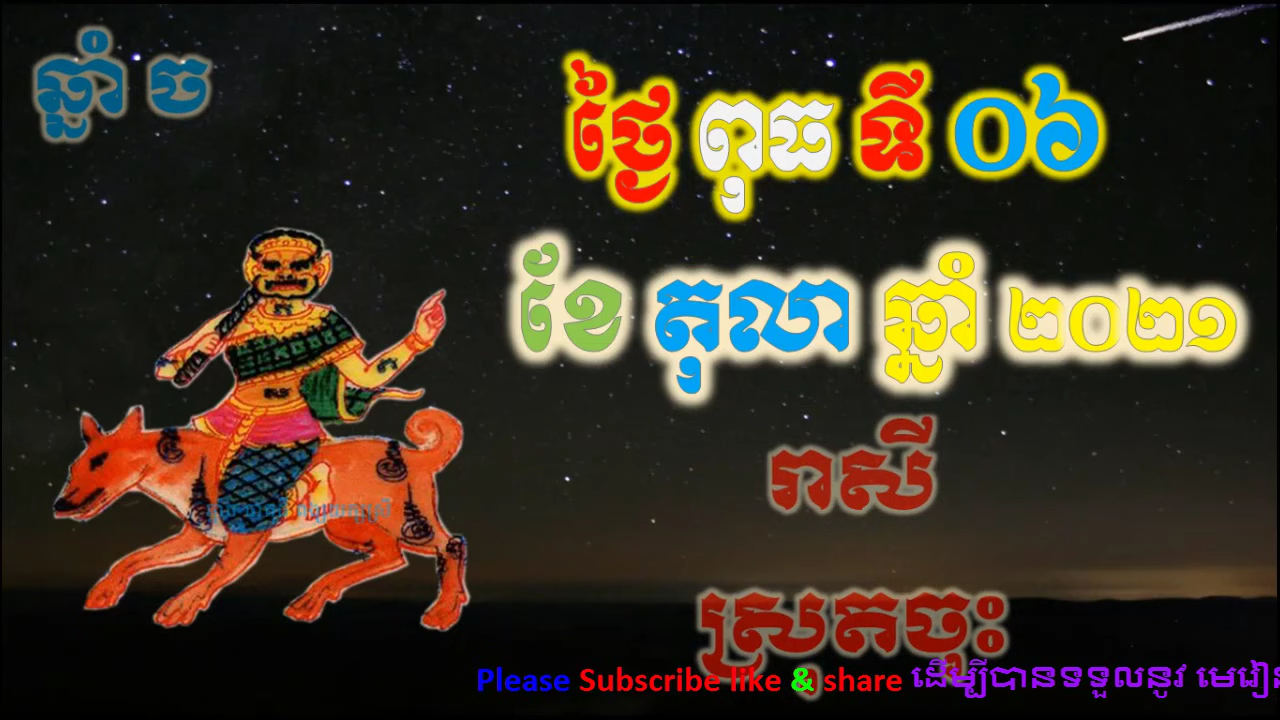 ឆ្នាំ ច
ថ្ងៃ ពុធ ទី ០៦
ខែ តុលា ឆ្នាំ ២០២១
រាសី
ស្រុតចុះ
Please Subscribe like & share ដើម្បីបានទទួលនូវ មេរៀន